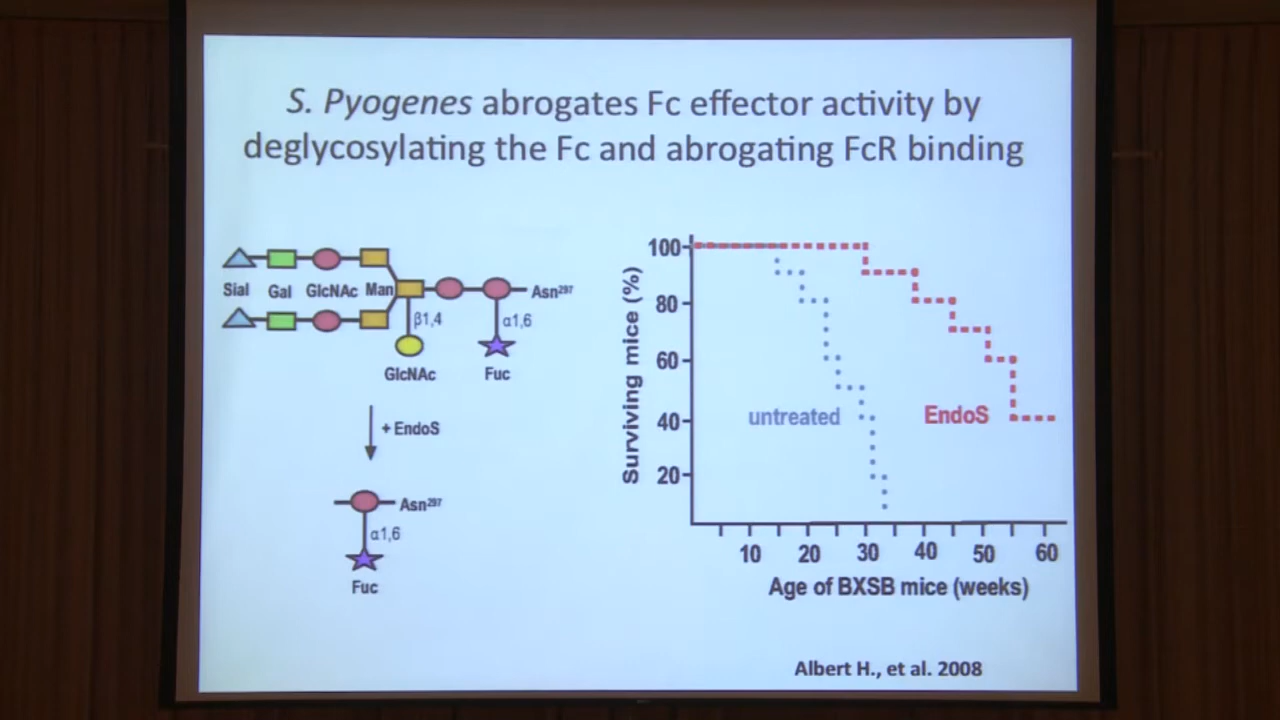 S. Pyogenes abrogates Fc effector activity by
deglycosylating the Fc and abrogating FcR binding
Sial Gal GlcNAc Man
Asn297
β1,4
α1,6
GlcNAc
Fuc
+ EndoS
Asn297
α1,6
Fuc
Surviving mice (%)
100
80
60
40
20
untreated
EndoS
10 20 30 40 50 60
Age of BXSB mice (weeks)
Albert H., et al. 2008